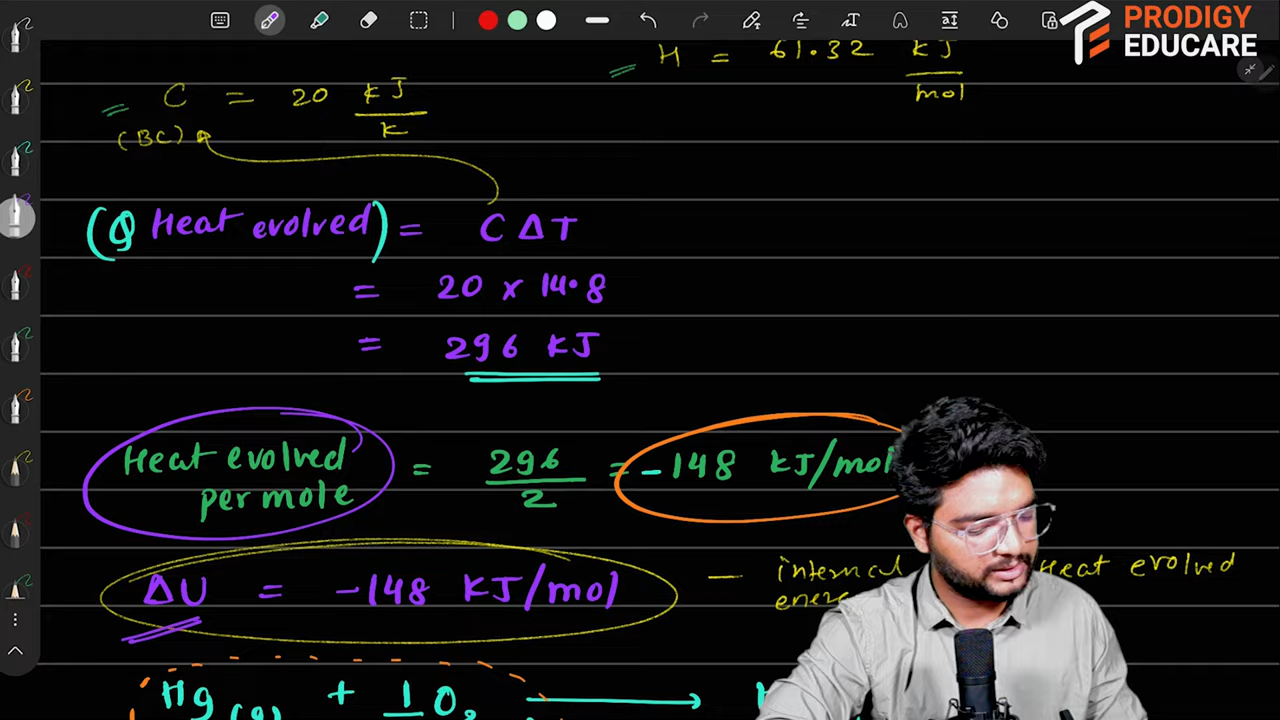 PRODIGY
EDUCARE
H = 61.32 KJ/mol
C = 20 KJ/K
(BC)
(Q Heat evolved) = C Δ T
= 20 × 14.8
= 296 KJ
Heat evolved per mole = 296/2 = -148 KJ/mol
ΔU = -148 KJ/mol — internal Heat evolved
Hg (g) + 1 O₂ ⟶